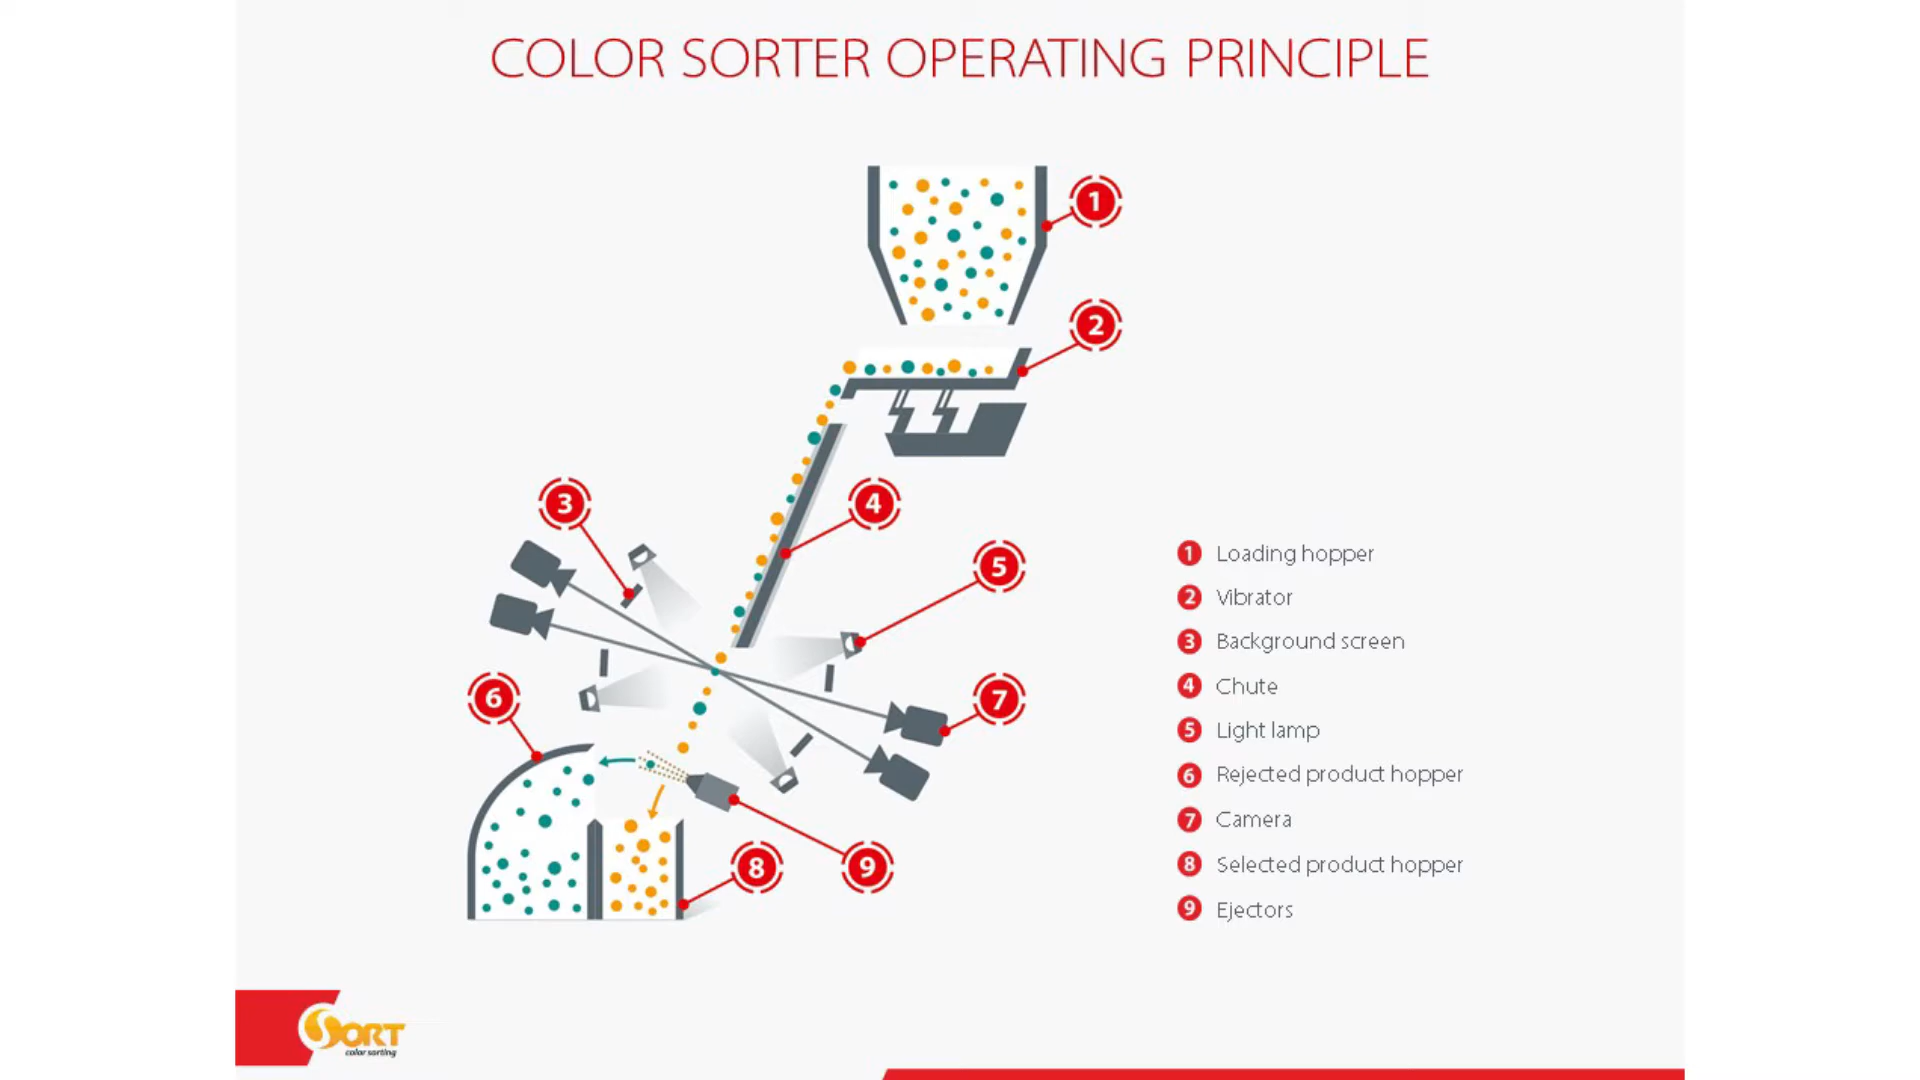 COLOR SORTER OPERATING PRINCIPLE
1
2
3
4
5
6
7
8
9
1 Loading hopper
2 Vibrator
3 Background screen
4 Chute
5 Light lamp
6 Rejected product hopper
7 Camera
8 Selected product hopper
9 Ejectors
SORT
color sorting